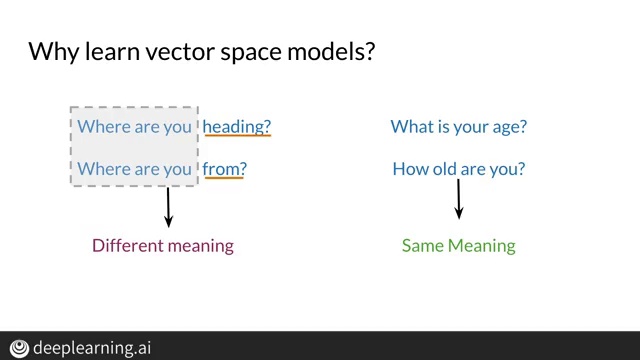 Why learn vector space models?
Where are you heading?
Where are you from?
Different meaning
What is your age?
How old are you?
Same Meaning
deeplearning.ai